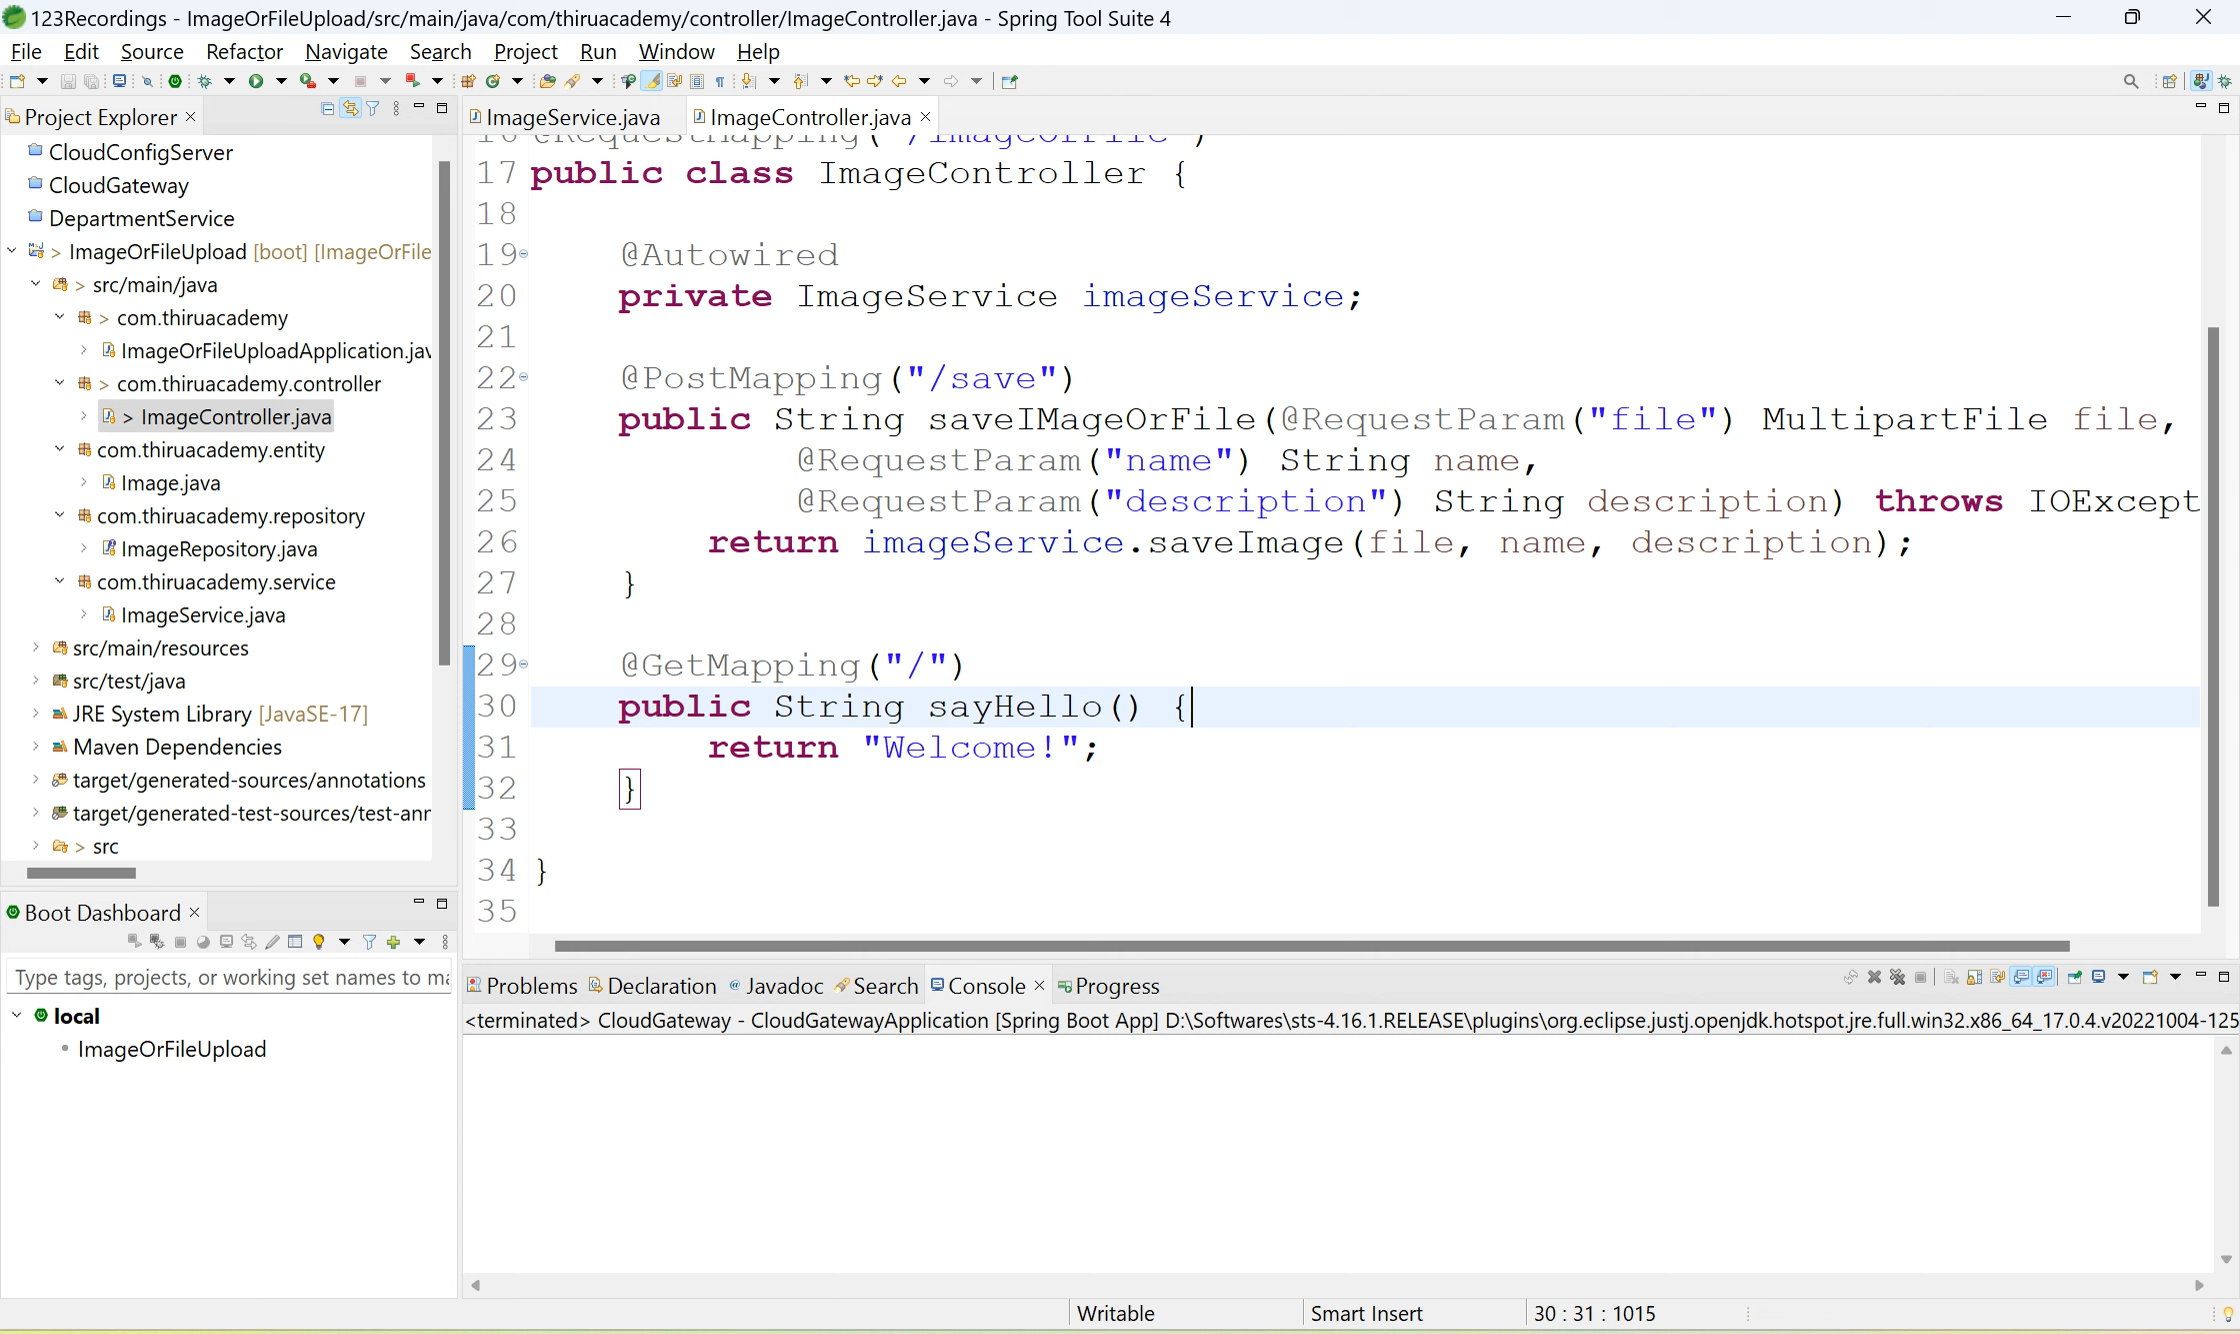 123Recordings - ImageOrFileUpload/src/main/java/com/thiruacademy/controller/ImageController.java - Spring Tool Suite 4
File Edit Source Refactor Navigate Search Project Run Window Help
Project Explorer
CloudConfigServer
CloudGateway
DepartmentService
> ImageOrFileUpload [boot] [ImageOrFile
> src/main/java
> com.thiruacademy
ImageOrFileUploadApplication.jav
> com.thiruacademy.controller
> ImageController.java
com.thiruacademy.entity
Image.java
com.thiruacademy.repository
ImageRepository.java
com.thiruacademy.service
ImageService.java
src/main/resources
src/test/java
JRE System Library [JavaSE-17]
Maven Dependencies
target/generated-sources/annotations
target/generated-test-sources/test-anr
> src
Boot Dashboard
Type tags, projects, or working set names to ma
local
ImageOrFileUpload
ImageService.java ImageController.java
16 @RequestMapping("/imageOrFile")
17 public class ImageController {
18
19 @Autowired
20 private ImageService imageService;
21
22 @PostMapping("/save")
23 public String saveIMageOrFile(@RequestParam("file") MultipartFile file,
24 @RequestParam("name") String name,
25 @RequestParam("description") String description) throws IOExcept
26 return imageService.saveImage(file, name, description);
27 }
28
29 @GetMapping("/")
30 public String sayHello() {
31 return "Welcome!";
32 }
33
34 }
35
Problems Declaration Javadoc Search Console Progress
<terminated> CloudGateway - CloudGatewayApplication [Spring Boot App] D:\Softwares\sts-4.16.1.RELEASE\plugins\org.eclipse.justj.openjdk.hotspot.jre.full.win32.x86_64_17.0.4.v20221004-125
Writable Smart Insert 30 : 31 : 1015